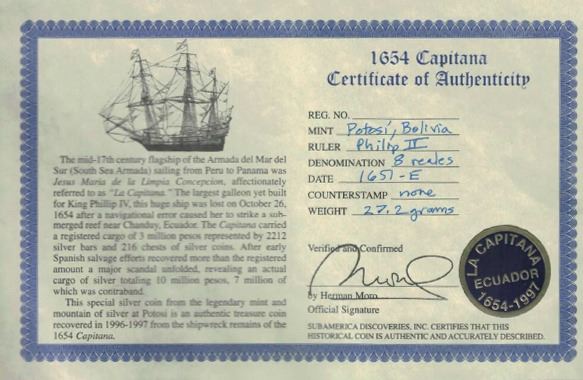 The mid-17th century flagship of the Armada del Mar del
Sur (South Sea Armada) sailing from Peru to Panama was
Jesus Maria de la Limpia Concepcion, affectionately
referred to as "La Capitana." The largest galleon yet built
for King Phillip IV, this huge ship was lost on October 26,
1654 after a navigational error caused her to strike a sub-
merged reef near Chanduy, Ecuador. The Capitana carried
a registered cargo of 3 million pesos represented by 2212
silver bars and 216 chests of silver coins. After early
Spanish salvage efforts recovered more than the registered
amount a major scandal unfolded, revealing an actual
cargo of silver totaling 10 million pesos, 7 million of
which was contraband.
This special silver coin from the legendary mint and
mountain of silver at Potosi is an authentic treasure coin
recovered in 1996-1997 from the shipwreck remains of the
1654 Capitana.
1654 Capitana
Certificate of Authenticity
REG. NO.
MINT Potosí, Bolivia
RULER Philip IV
DENOMINATION 8 reales
DATE 1651-E
COUNTERSTAMP none
WEIGHT 27.2 grams
Verified and Confirmed
by Herman Moro
Official Signature
LA CAPITANA
ECUADOR
1654-1997
SUBAMERICA DISCOVERIES, INC. CERTIFIES THAT THIS
HISTORICAL COIN IS AUTHENTIC AND ACCURATELY DESCRIBED.